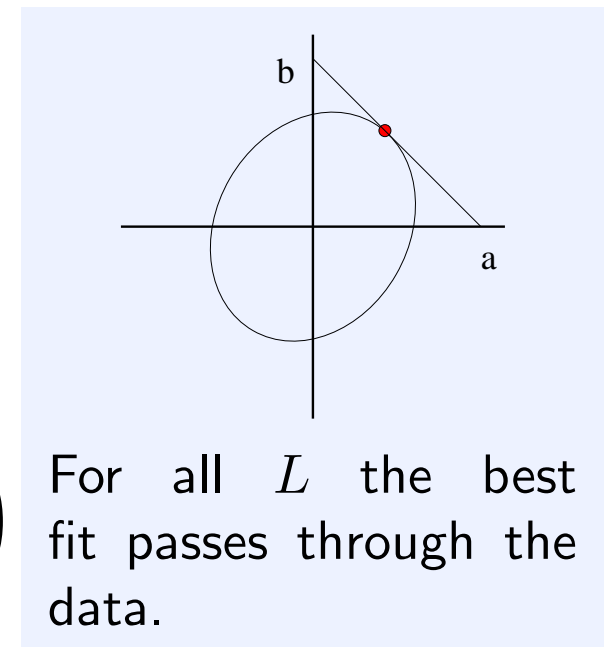 b
a
For all L the best
fit passes through the
data.